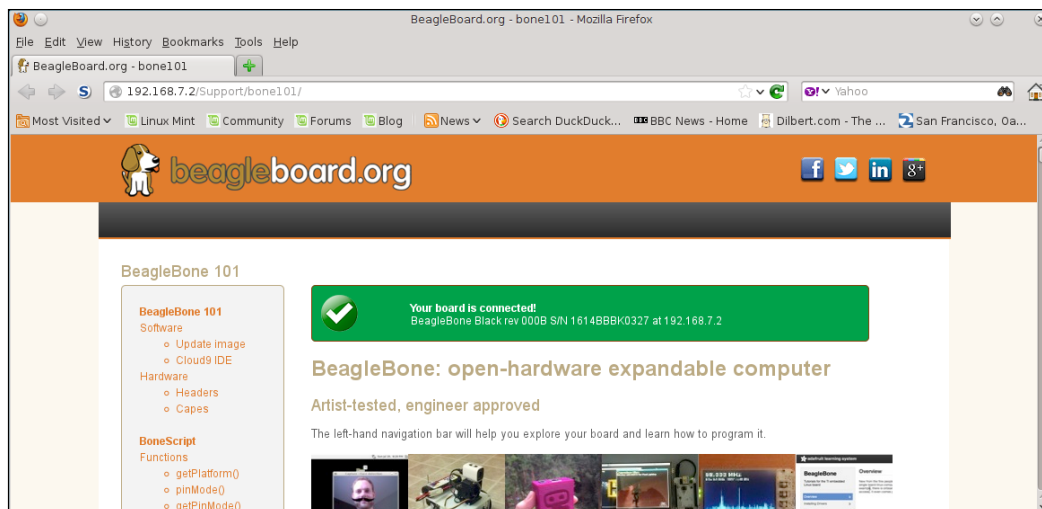 BeagleBoard.org - bone101 - Mozilla Firefox
File Edit View History Bookmarks Tools Help
BeagleBoard.org - bone101
S 192.168.7.2/Support/bone101/ Yahoo
Most Visited Linux Mint Community Forums Blog News Search DuckDuck... BBC News - Home Dilbert.com - The ... San Francisco, Oa...
beagleboard.org
BeagleBone 101
BeagleBone 101
Software
Update image
Cloud9 IDE
Hardware
Headers
Capes
BoneScript
Functions
getPlatform()
pinMode()
getPinMode()
Your board is connected!
BeagleBone Black rev 000B S/N 1614BBBK0327 at 192.168.7.2
BeagleBone: open-hardware expandable computer
Artist-tested, engineer approved
The left-hand navigation bar will help you explore your board and learn how to program it.
BeagleBone
Overview